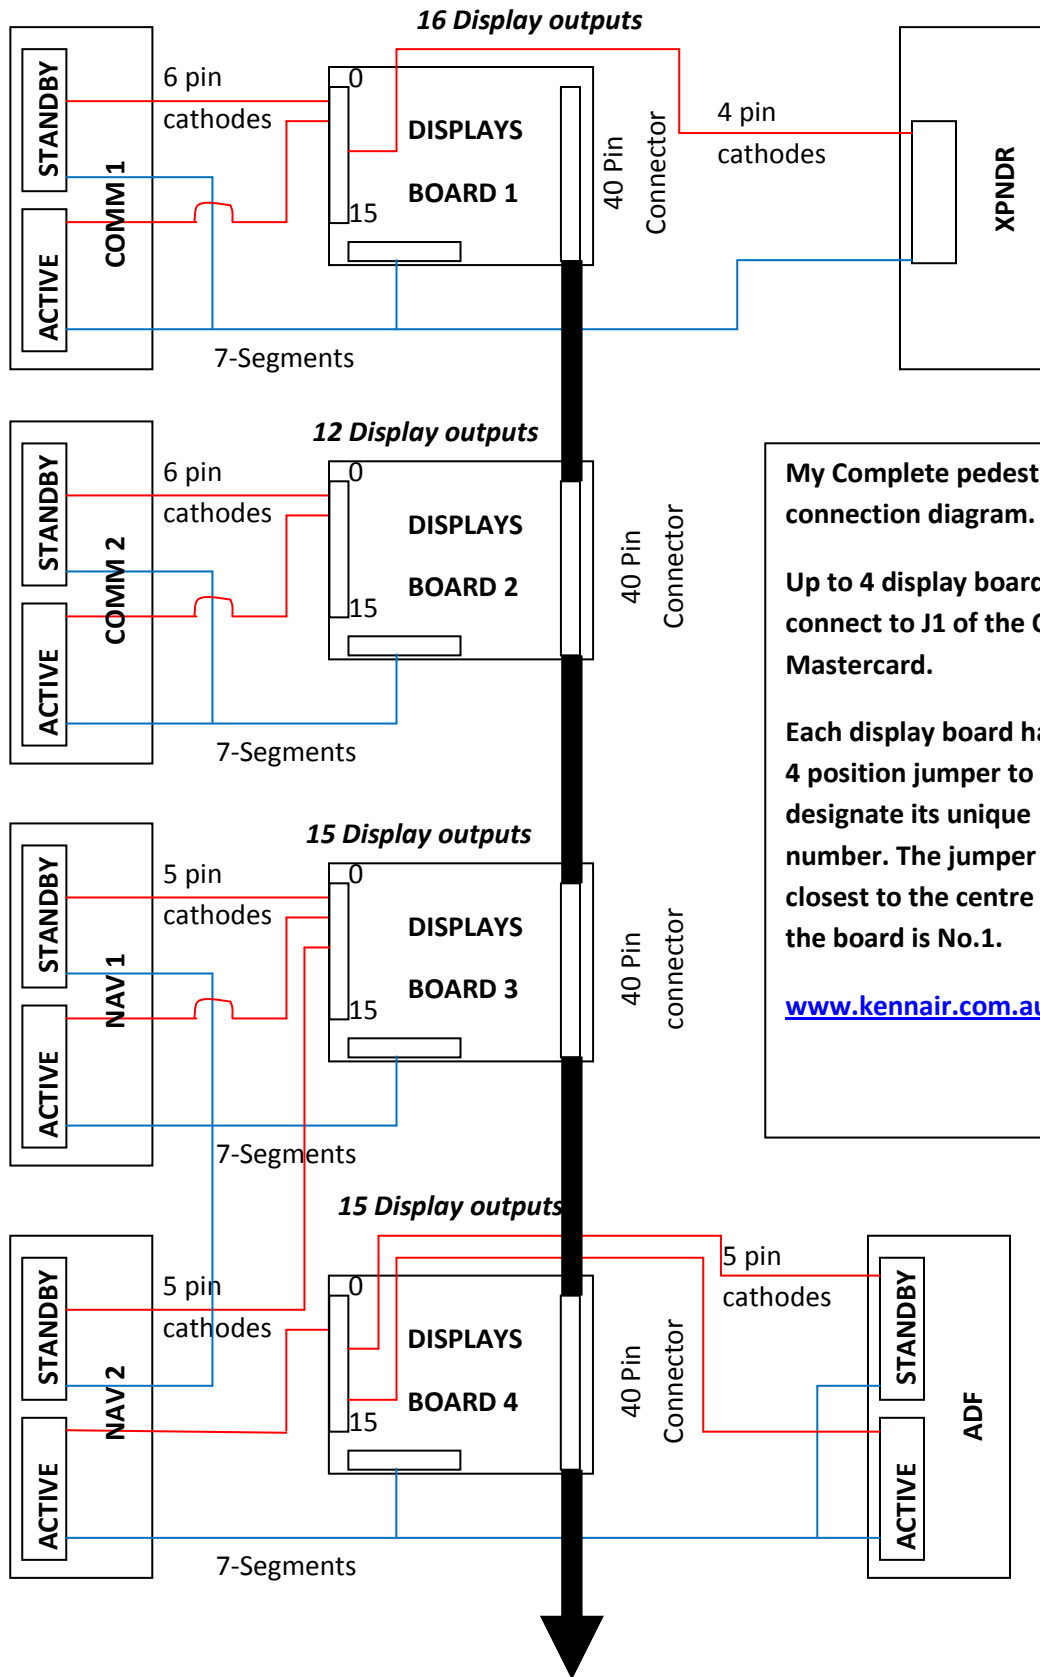 16 Display outputs
STANDBY
ACTIVE
COMM 1
6 pin
cathodes
0
DISPLAYS
BOARD 1
15
40 Pin
Connector
4 pin
cathodes
XPNDR
7-Segments
12 Display outputs
STANDBY
ACTIVE
COMM 2
6 pin
cathodes
0
DISPLAYS
BOARD 2
15
40 Pin
Connector
7-Segments
My Complete pedest
connection diagram.
Up to 4 display board
connect to J1 of the
Mastercard.
Each display board ha
4 position jumper to
designate its unique
number. The jumper
closest to the centre
the board is No.1.
www.kennair.com.au
15 Display outputs
STANDBY
ACTIVE
NAV 1
5 pin
cathodes
0
DISPLAYS
BOARD 3
15
40 Pin
connector
7-Segments
15 Display outputs
STANDBY
ACTIVE
NAV 2
5 pin
cathodes
0
DISPLAYS
BOARD 4
15
40 Pin
Connector
5 pin
cathodes
STANDBY
ACTIVE
ADF
7-Segments